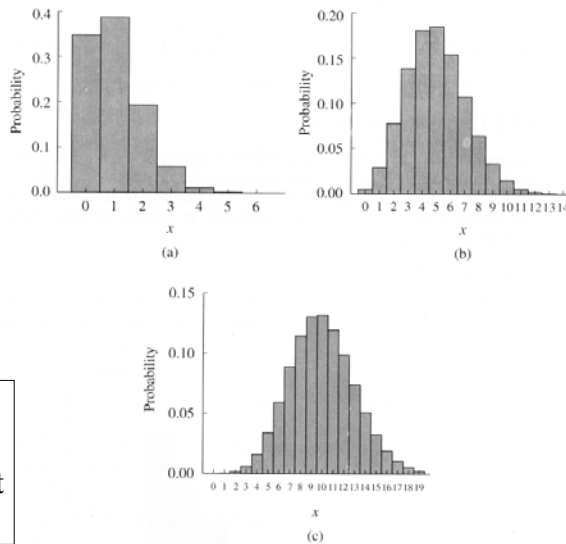 0.4
0.3
0.2
0.1
0.0
Probability
0 1 2 3 4 5 6
x
(a)
0.20
0.15
0.10
0.05
0.00
Probability
0 1 2 3 4 5 6 7 8 9 10 11 12 13 14
x
(b)
0.15
0.10
0.05
0.00
Probability
0 1 2 3 4 5 6 7 8 9 10 11 12 13 14 15 16 17 18 19
x
(c)
t